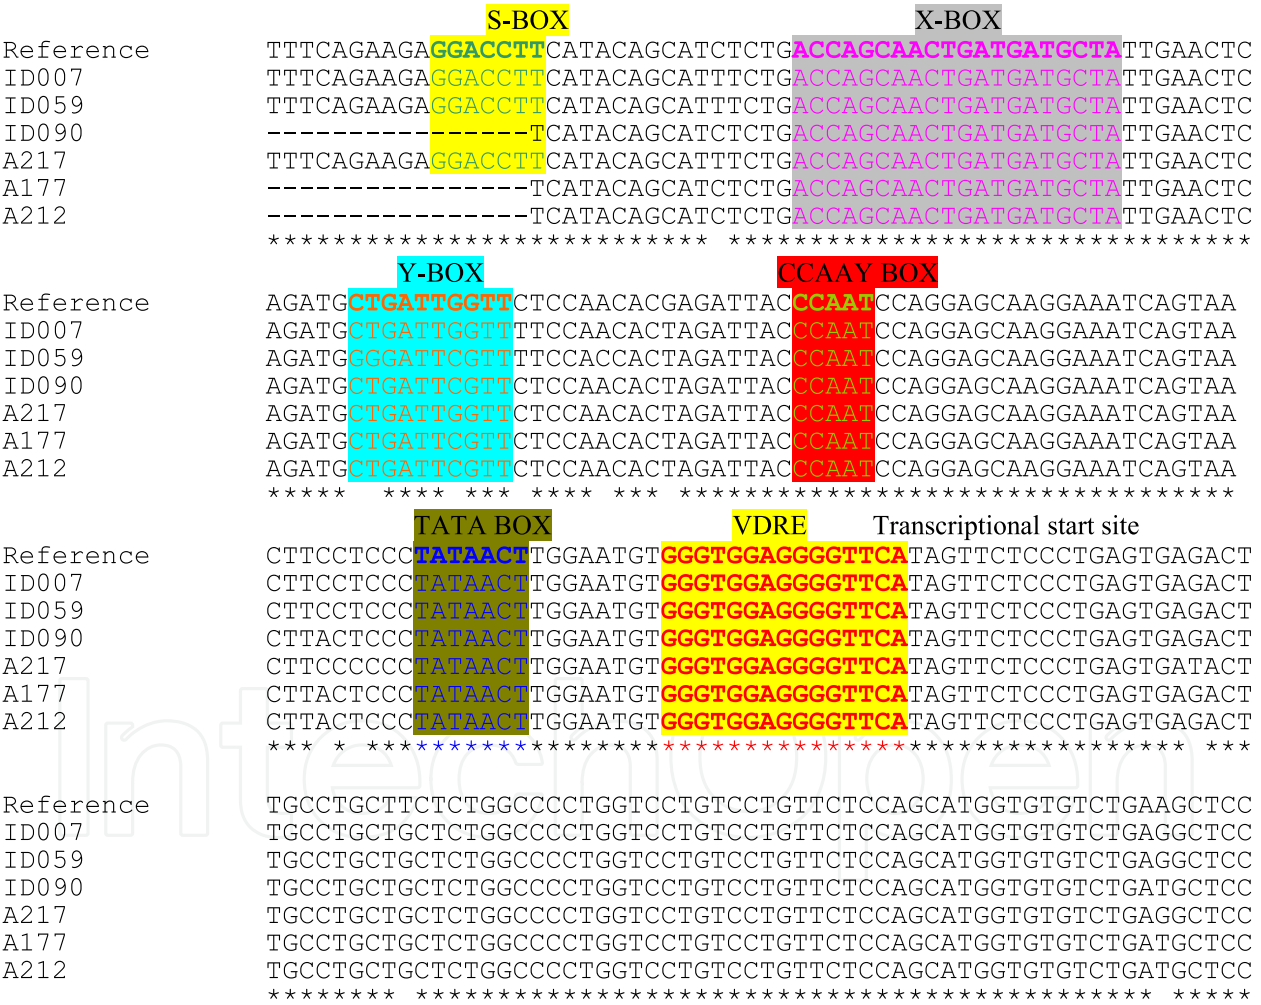 S-BOX X-BOX
Reference TTTCAGAAGAGGACCTTCATACAGCATCTCTGACCAGCAACTGATGATGCTATTGAACTC
ID007 TTTCAGAAGAGGACCTTCATACAGCATTTCTGACCAGCAACTGATGATGCTATTGAACTC
ID059 TTTCAGAAGAGGACCTTCATACAGCATTTCTGACCAGCAACTGATGATGCTATTGAACTC
ID090 ----------------TCATACAGCATCTCTGACCAGCAACTGATGATGCTATTGAACTC
A217 TTTCAGAAGAGGACCTTCATACAGCATTTCTGACCAGCAACTGATGATGCTATTGAACTC
A177 ----------------TCATACAGCATCTCTGACCAGCAACTGATGATGCTATTGAACTC
A212 ----------------TCATACAGCATCTCTGACCAGCAACTGATGATGCTATTGAACTC
*************************** ********************************
Y-BOX CCAAY BOX
Reference AGATGCTGATTGGTTCTCCAACACGAGATTACCCAATCCAGGAGCAAGGAAATCAGTAA
ID007 AGATGCTGATTGGTTTTCCAACACTAGATTACCCAATCCAGGAGCAAGGAAATCAGTAA
ID059 AGATGGGGATTCGTTTTCCACCACTAGATTACCCAATCCAGGAGCAAGGAAATCAGTAA
ID090 AGATGCTGATTCGTTCTCCAACACTAGATTACCCAATCCAGGAGCAAGGAAATCAGTAA
A217 AGATGCTGATTGGTTCTCCAACACTAGATTACCCAATCCAGGAGCAAGGAAATCAGTAA
A177 AGATGCTGATTCGTTCTCCAACACTAGATTACCCAATCCAGGAGCAAGGAAATCAGTAA
A212 AGATGCTGATTCGTTCTCCAACACTAGATTACCCAATCCAGGAGCAAGGAAATCAGTAA
*****  **** *** **** *** **********************************
TATA BOX VDRE Transcriptional start site
Reference CTTCCTCCCTATAACTTGGAATGTGGGTGGAGGGGTTCATAGTTCTCCCTGAGTGAGACT
ID007 CTTCCTCCCTATAACTTGGAATGTGGGTGGAGGGGTTCATAGTTCTCCCTGAGTGAGACT
ID059 CTTCCTCCCTATAACTTGGAATGTGGGTGGAGGGGTTCATAGTTCTCCCTGAGTGAGACT
ID090 CTTACTCCCTATAACTTGGAATGTGGGTGGAGGGGTTCATAGTTCTCCCTGAGTGAGACT
A217 CTTCCCCCCTATAACTTGGAATGTGGGTGGAGGGGTTCATAGTTCTCCCTGAGTGATACT
A177 CTTACTCCCTATAACTTGGAATGTGGGTGGAGGGGTTCATAGTTCTCCCTGAGTGAGACT
A212 CTTACTCCCTATAACTTGGAATGTGGGTGGAGGGGTTCATAGTTCTCCCTGAGTGAGACT
*** * ************************************************** ***
Reference TGCCTGCTTCTCTGGCCCCTGGTCCTGTCCTGTTCTCCAGCATGGTGTGTCTGAAGCTCC
ID007 TGCCTGCTGCTCTGGCCCCTGGTCCTGTCCTGTTCTCCAGCATGGTGTGTCTGAGGCTCC
ID059 TGCCTGCTGCTCTGGCCCCTGGTCCTGTCCTGTTCTCCAGCATGGTGTGTCTGAGGCTCC
ID090 TGCCTGCTGCTCTGGCCCCTGGTCCTGTCCTGTTCTCCAGCATGGTGTGTCTGATGCTCC
A217 TGCCTGCTGCTCTGGCCCCTGGTCCTGTCCTGTTCTCCAGCATGGTGTGTCTGAGGCTCC
A177 TGCCTGCTGCTCTGGCCCCTGGTCCTGTCCTGTTCTCCAGCATGGTGTGTCTGATGCTCC
A212 TGCCTGCTGCTCTGGCCCCTGGTCCTGTCCTGTTCTCCAGCATGGTGTGTCTGATGCTCC
******** ********************************************* *****
IntechOpen